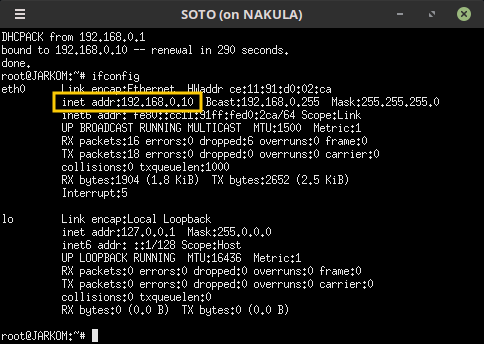 SOTO (on NAKULA)
DHCPACK from 192.168.0.1
bound to 192.168.0.10 -- renewal in 290 seconds.
done.
root@JARKOM:~# ifconfig
eth0 Link encap:Ethernet HWaddr ce:11:91:d0:02:ca
inet addr:192.168.0.10 Bcast:192.168.0.255 Mask:255.255.255.0
inet6 addr: fe80::cc11:91ff:fed0:2ca/64 Scope:Link
UP BROADCAST RUNNING MULTICAST MTU:1500 Metric:1
RX packets:16 errors:0 dropped:6 overruns:0 frame:0
TX packets:18 errors:0 dropped:0 overruns:0 carrier:0
collisions:0 txqueuelen:1000
RX bytes:1904 (1.8 KiB) TX bytes:2652 (2.5 KiB)
Interrupt:5
lo Link encap:Local Loopback
inet addr:127.0.0.1 Mask:255.0.0.0
inet6 addr: ::1/128 Scope:Host
UP LOOPBACK RUNNING MTU:16436 Metric:1
RX packets:0 errors:0 dropped:0 overruns:0 frame:0
TX packets:0 errors:0 dropped:0 overruns:0 carrier:0
collisions:0 txqueuelen:0
RX bytes:0 (0.0 B) TX bytes:0 (0.0 B)
root@JARKOM:~#